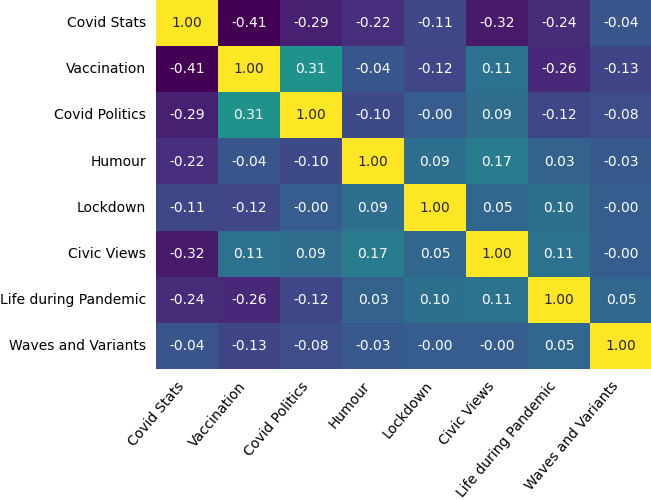 Covid Stats 1.00 -0.41 -0.29 -0.22 -0.11 -0.32 -0.24 -0.04
Vaccination -0.41 1.00 0.31 -0.04 -0.12 0.11 -0.26 -0.13
Covid Politics -0.29 0.31 1.00 -0.10 -0.00 0.09 -0.12 -0.08
Humour -0.22 -0.04 -0.10 1.00 0.09 0.17 0.03 -0.03
Lockdown -0.11 -0.12 -0.00 0.09 1.00 0.05 0.10 -0.00
Civic Views -0.32 0.11 0.09 0.17 0.05 1.00 0.11 -0.00
Life during Pandemic -0.24 -0.26 -0.12 0.03 0.10 0.11 1.00 0.05
Waves and Variants -0.04 -0.13 -0.08 -0.03 -0.00 -0.00 0.05 1.00
Covid Stats
Vaccination
Covid Politics
Humour
Lockdown
Civic Views
Life during Pandemic
Waves and Variants